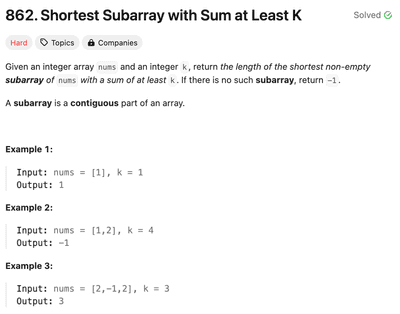 862. Shortest Subarray with Sum at Least K
Solved
Hard
Topics
Companies
Given an integer array nums and an integer k, return the length of the shortest non-empty
subarray of nums with a sum of at least k. If there is no such subarray, return -1.
A subarray is a contiguous part of an array.
Example 1:
Input: nums = [1], k = 1
Output: 1
Example 2:
Input: nums = [1,2], k = 4
Output: -1
Example 3:
Input: nums = [2,-1,2], k = 3
Output: 3